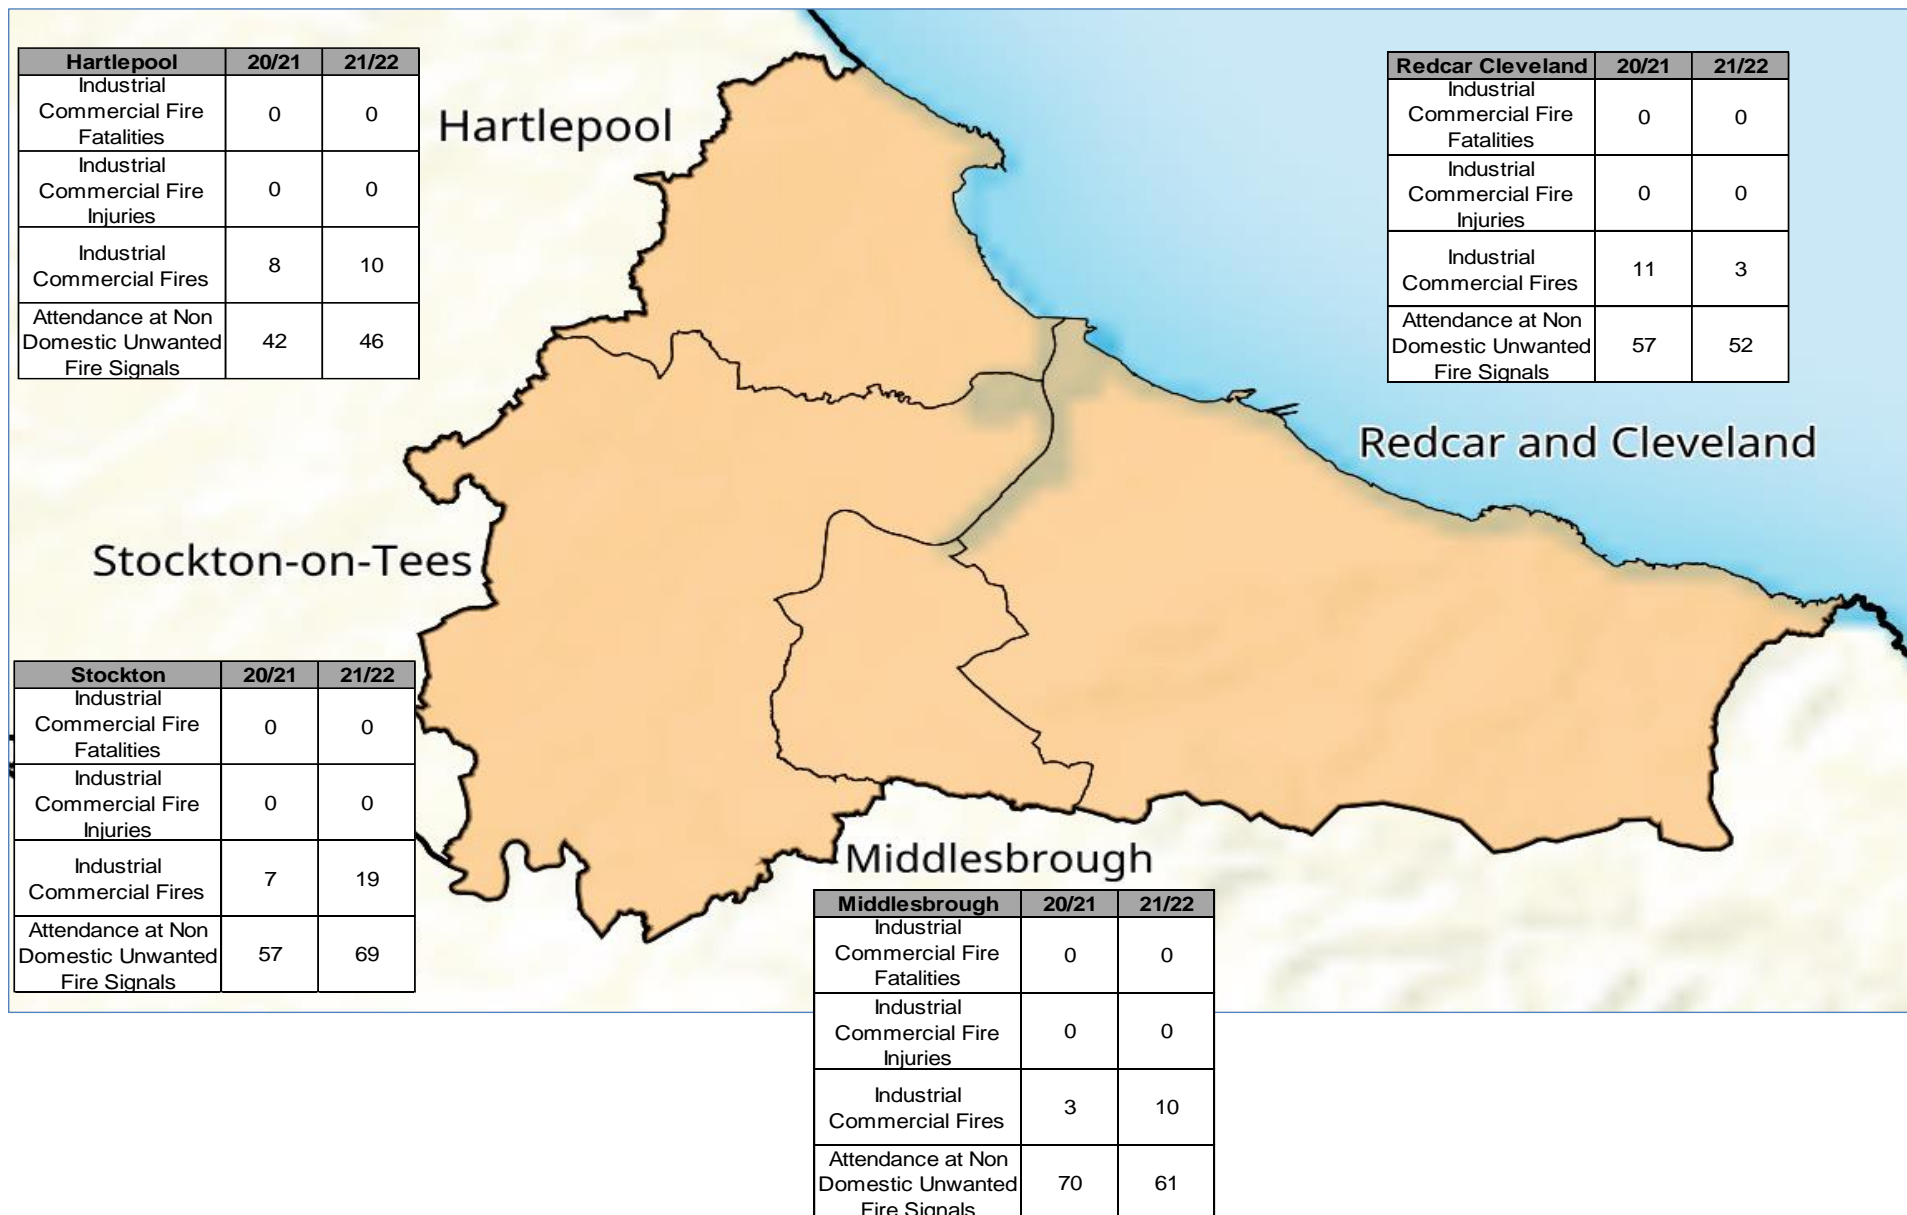 Hartlepool 20/21 21/22
Industrial
Commercial Fire
Fatalities
0 0
Industrial
Commercial Fire
Injuries
0 0
Industrial
Commercial Fires
8 10
Attendance at Non
Domestic Unwanted
Fire Signals
42 46
Hartlepool
Redcar Cleveland 20/21 21/22
Industrial
Commercial Fire
Fatalities
0 0
Industrial
Commercial Fire
Injuries
0 0
Industrial
Commercial Fires
11 3
Attendance at Non
Domestic Unwanted
Fire Signals
57 52
Redcar and Cleveland
Stockton-on-Tees
Stockton 20/21 21/22
Industrial
Commercial Fire
Fatalities
0 0
Industrial
Commercial Fire
Injuries
0 0
Industrial
Commercial Fires
7 19
Attendance at Non
Domestic Unwanted
Fire Signals
57 69
Middlesbrough
Middlesbrough 20/21 21/22
Industrial
Commercial Fire
Fatalities
0 0
Industrial
Commercial Fire
Injuries
0 0
Industrial
Commercial Fires
3 10
Attendance at Non
Domestic Unwanted
Fire Signals
70 61